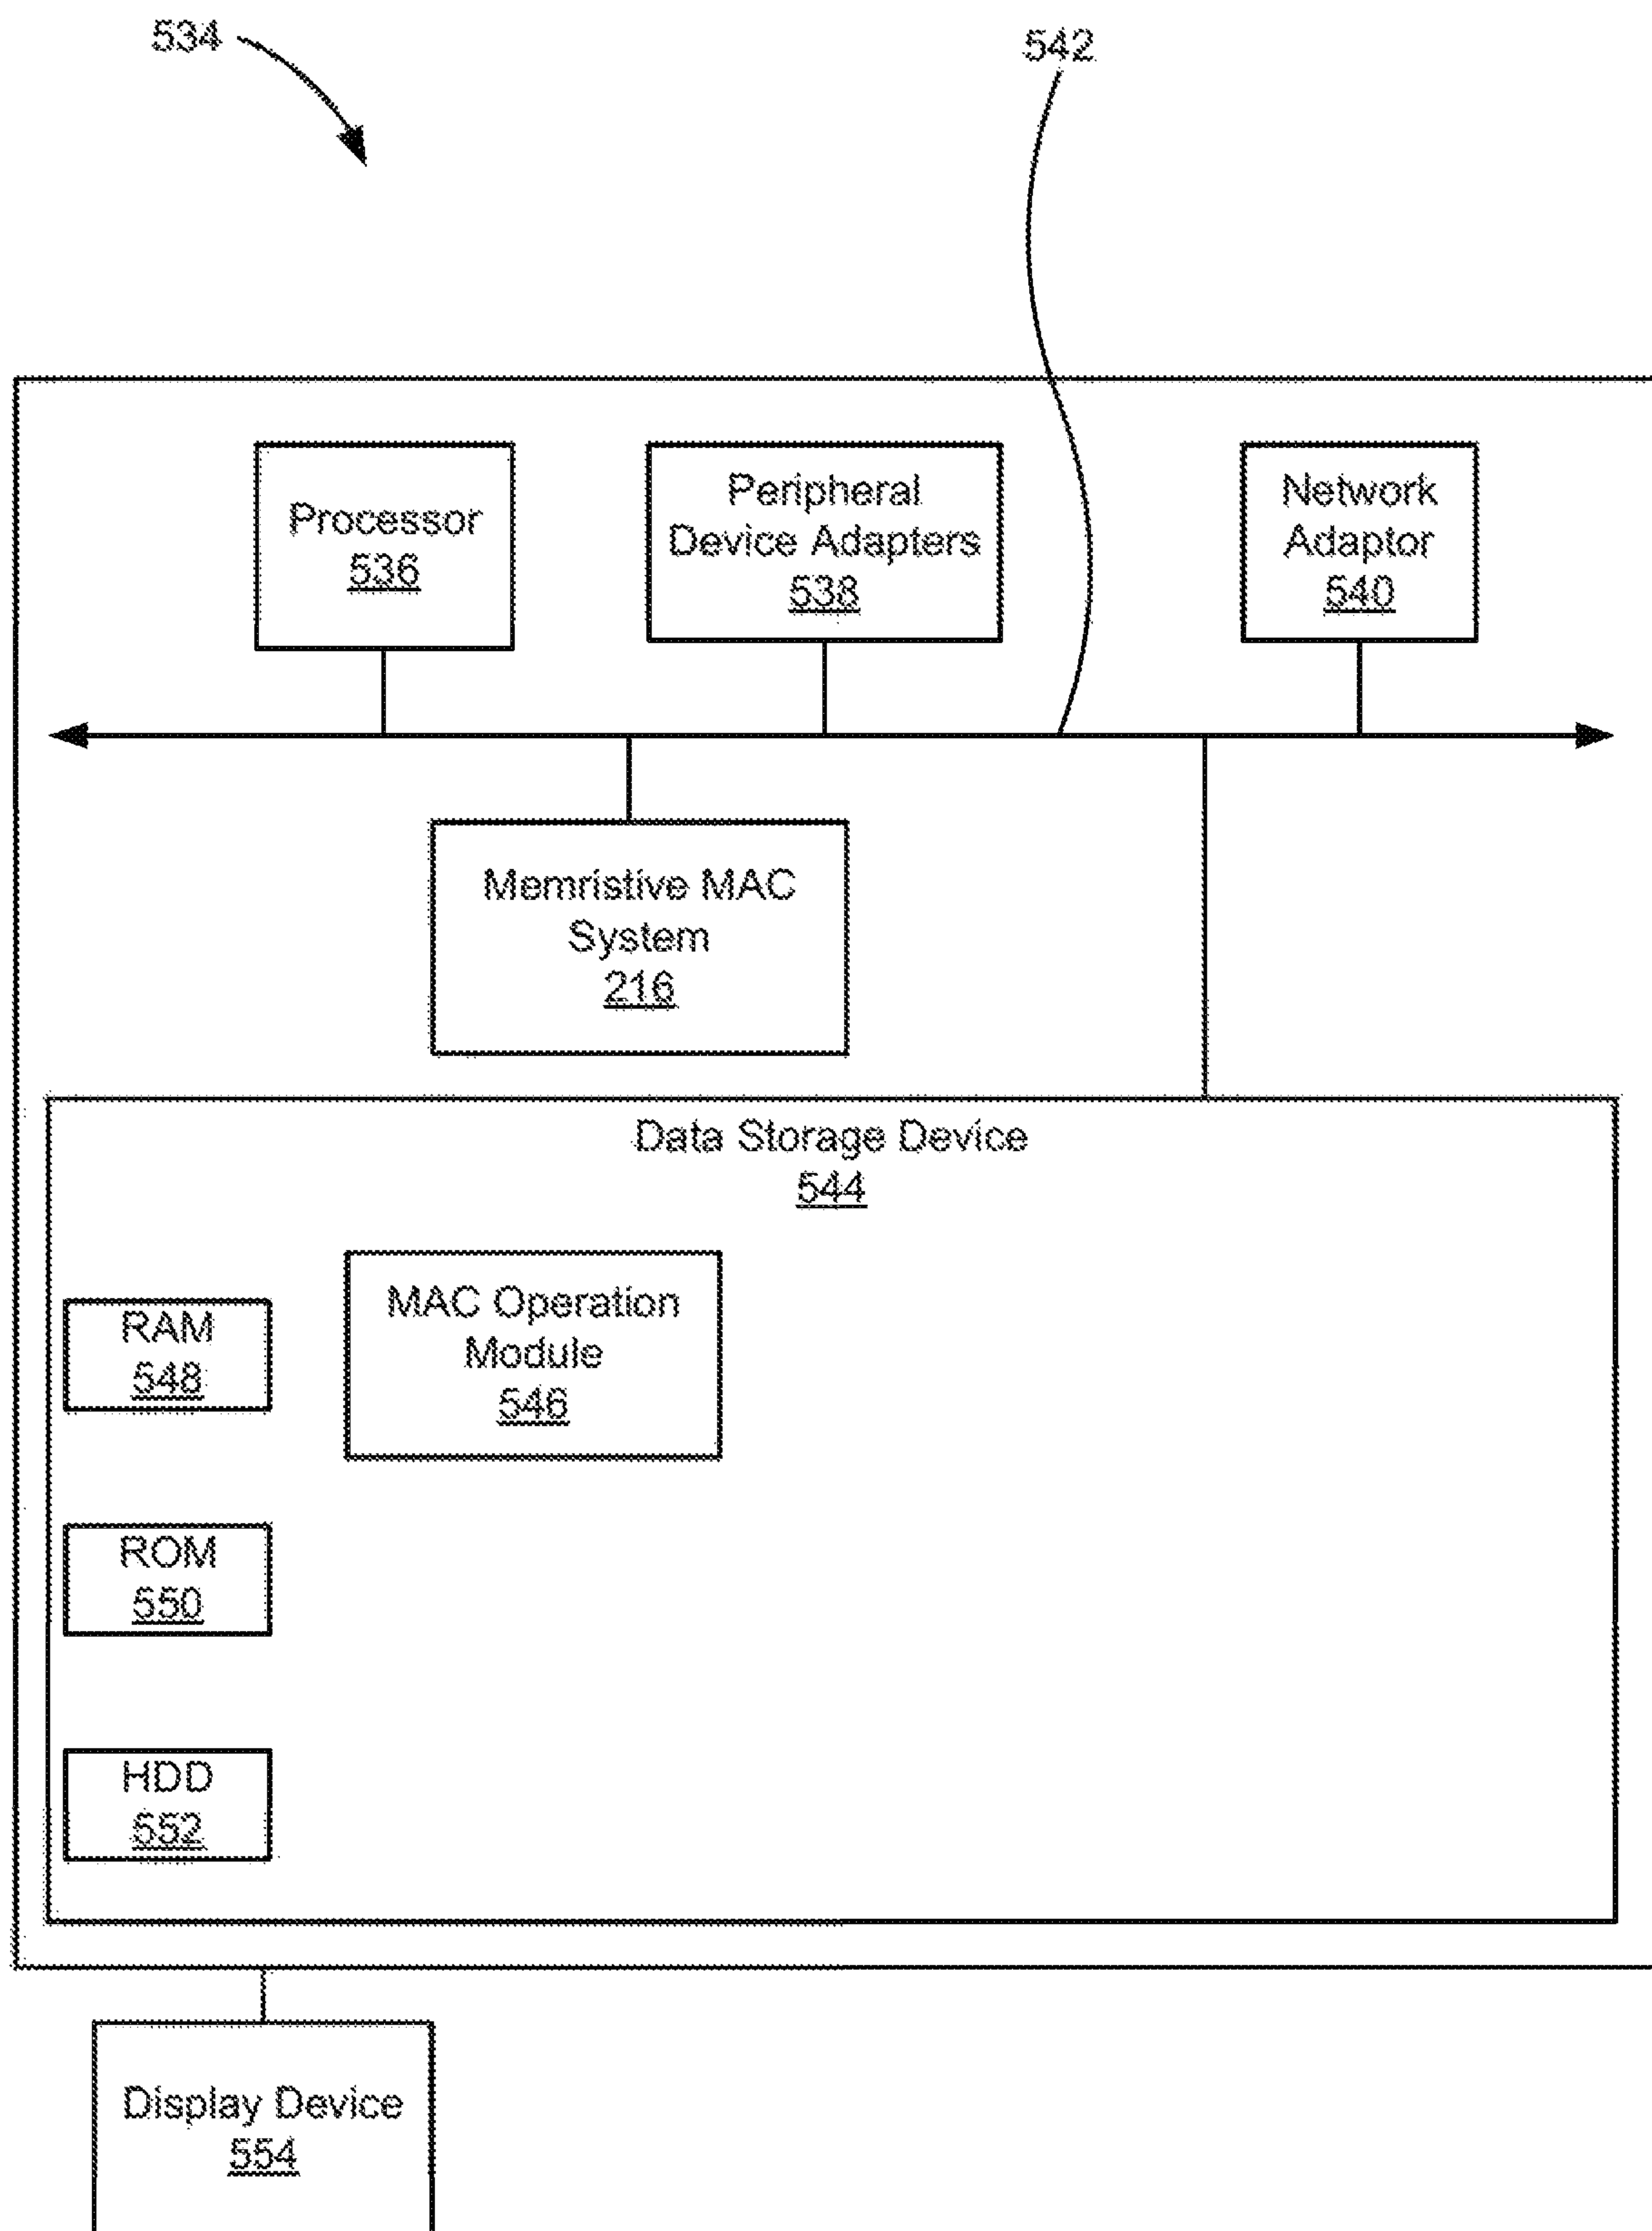 534
542
Processor
536
Peripheral
Device Adapters
538
Network
Adaptor
540
Memristive MAC
System
216
Data Storage Device
544
RAM
548
MAC Operation
Module
546
ROM
550
HDD
552
Display Device
554